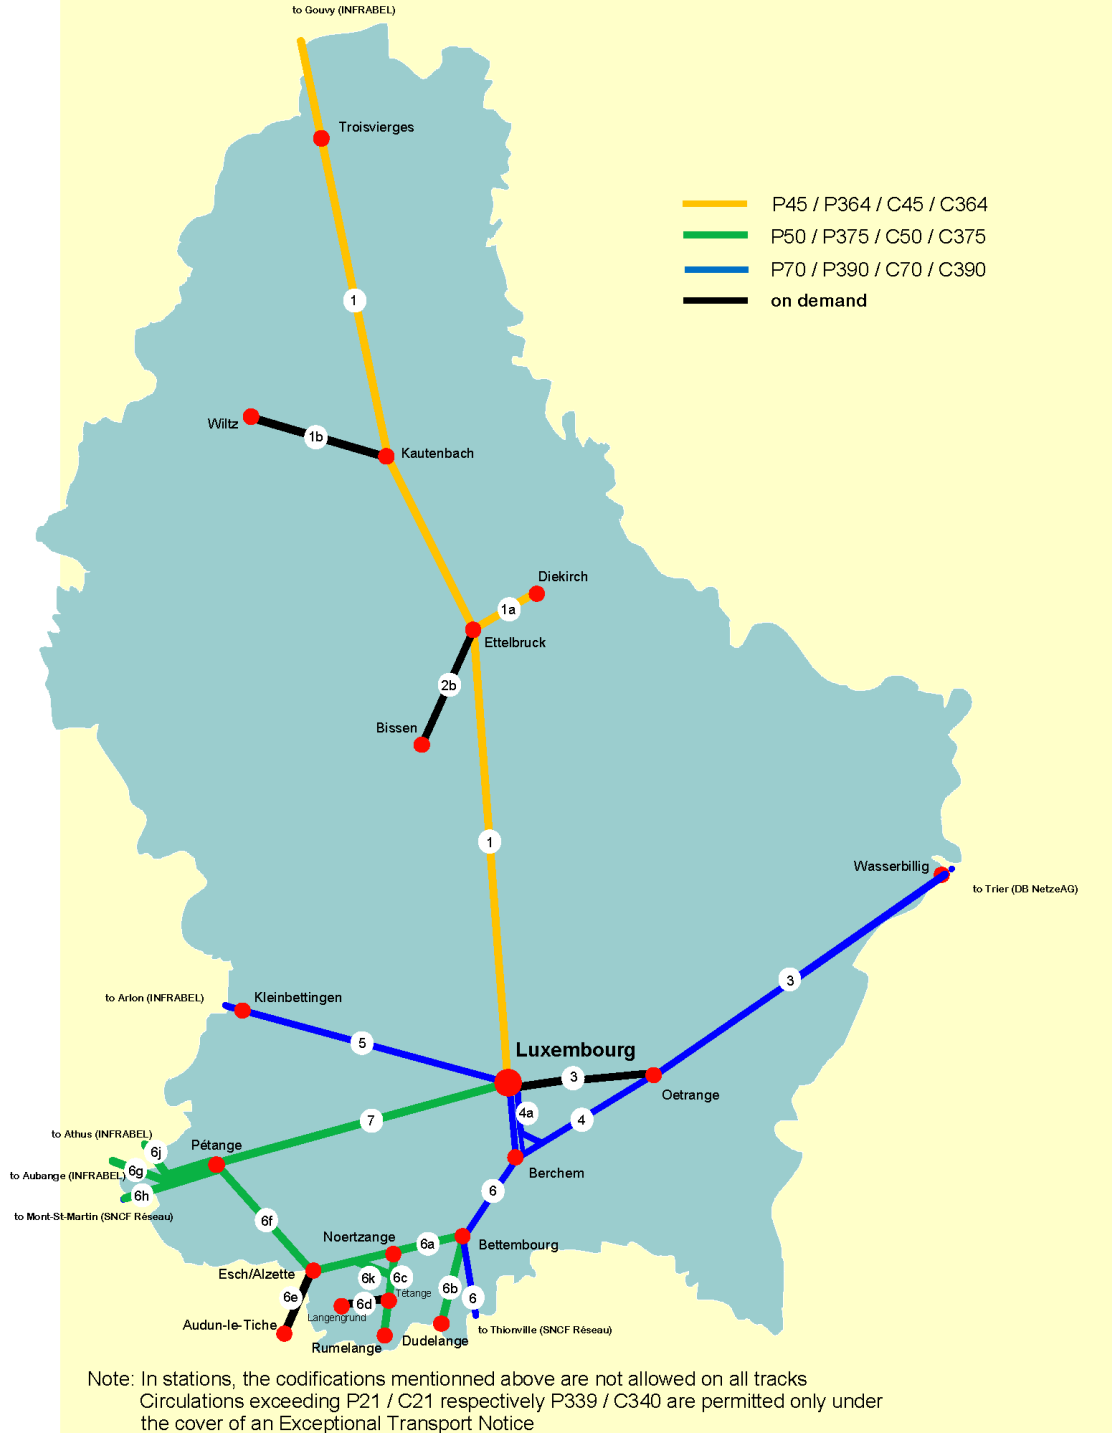 to Gouvy (INFRABEL)
Troisvierges
P45 / P364 / C45 / C364
P50 / P375 / C50 / C375
P70 / P390 / C70 / C390
on demand
1
Wiltz
1b
Kautenbach
Diekirch
1a
Ettelbruck
2b
Bissen
1
Wasserbillig
to Trier (DB NetzeAG)
3
to Arlon (INFRABEL)
Kleinbettingen
5
Luxembourg
3
Oetrange
4a
4
7
to Athus (INFRABEL)
6j
Pétange
to Aubange (INFRABEL)
6g
6h
to Mont-St-Martin (SNCF Réseau)
Berchem
6
6f
Noertzange
6a
Bettembourg
Esch/Alzette
6k
6c
6b
6
6e
Tétange
6d
Langengrund
Audun-le-Tiche
Rumelange
Dudelange
to Thionville (SNCF Réseau)
Note: In stations, the codifications mentionned above are not allowed on all tracks
Circulations exceeding P21 / C21 respectively P339 / C340 are permitted only under
the cover of an Exceptional Transport Notice